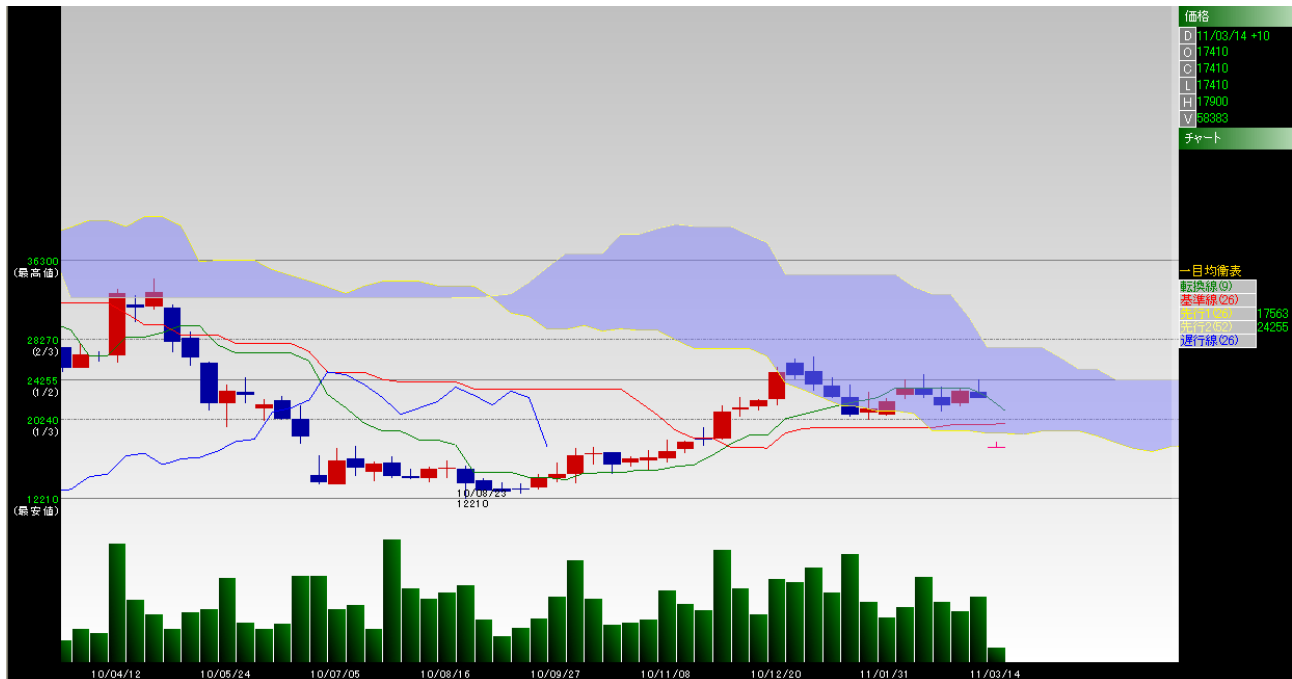 価格
D 11/03/14 +10
O 17410
C 17410
L 17410
H 17900
V 58383
チャート
36300
(最高値)
一目均衡表
転換線(9)
基準線(26)
先行1(26) 17563
先行2(52) 24255
遅行線(26)
28270
(2/3)
24255
(1/2)
20240
(1/3)
12210
(最安値)
10/08/23
12210
10/04/12 10/05/24 10/07/05 10/08/16 10/09/27 10/11/08 10/12/20 11/01/31 11/03/14